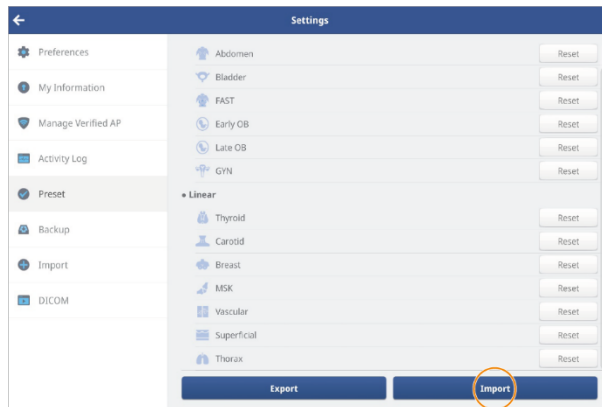 Settings
Preferences
My Information
Manage Verified AP
Activity Log
Preset
Backup
Import
DICOM
Abdomen Reset
Bladder Reset
FAST Reset
Early OB Reset
Late OB Reset
GYN Reset
• Linear
Thyroid Reset
Carotid Reset
Breast Reset
MSK Reset
Vascular Reset
Superficial Reset
Thorax Reset
Export Import